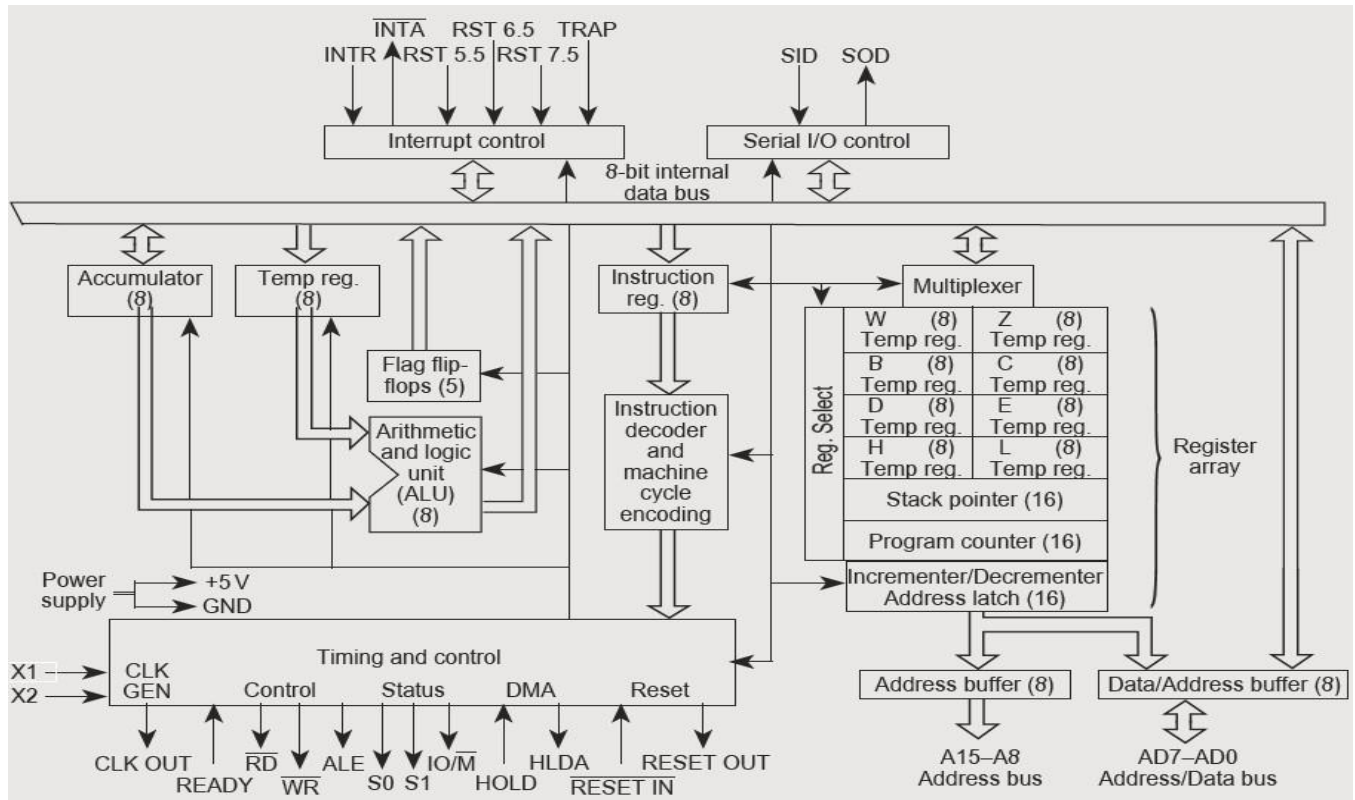 INTA RST 6.5 TRAP
INTR RST 5.5 RST 7.5
SID SOD
Interrupt control
Serial I/O control
8-bit internal
data bus
Accumulator
(8)
Temp reg.
(8)
Instruction
reg. (8)
Multiplexer
Flag flip-
flops (5)
Arithmetic
and logic
unit
(ALU)
(8)
Instruction
decoder
and
machine
cycle
encoding
Reg. Select
W (8) Z (8)
Temp reg. Temp reg.
B (8) C (8)
Temp reg. Temp reg.
D (8) E (8)
Temp reg. Temp reg.
H (8) L (8)
Temp reg. Temp reg.
Stack pointer (16)
Program counter (16)
Incrementer/Decrementer
Address latch (16)
Register
array
Power
supply
+5 V
GND
Timing and control
X1
X2
CLK
GEN
Control Status DMA Reset
CLK OUT
READY
RD
WR
ALE
S0
S1
IO/M
HOLD
HLDA
RESET IN
RESET OUT
Address buffer (8)
Data/Address buffer (8)
A15–A8
Address bus
AD7–AD0
Address/Data bus